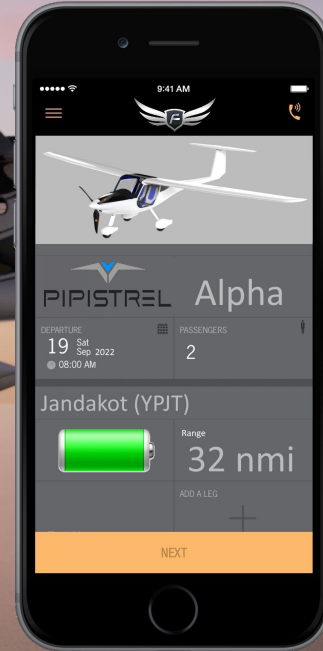 9:41 AM
PIPISTREL Alpha
DEPARTURE PASSENGERS
19 Sat
Sep 2022 2
08:00 AM
Jandakot (YPJT)
Range
32 nmi
ADD A LEG
NEXT